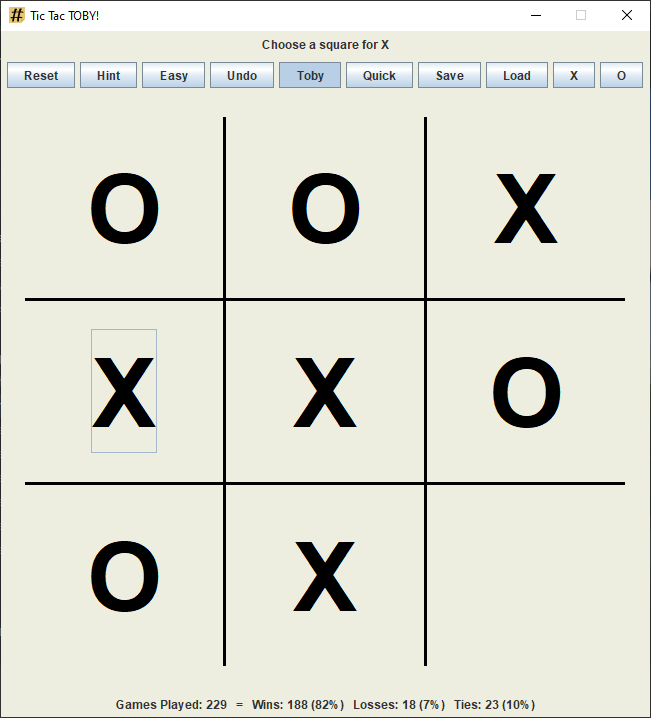 # Tic Tac TOBY!
Choose a square for X
Reset Hint Easy Undo Toby Quick Save Load X O
O O X
X X O
O X
Games Played: 229 = Wins: 188 (82%) Losses: 18 (7%) Ties: 23 (10%)